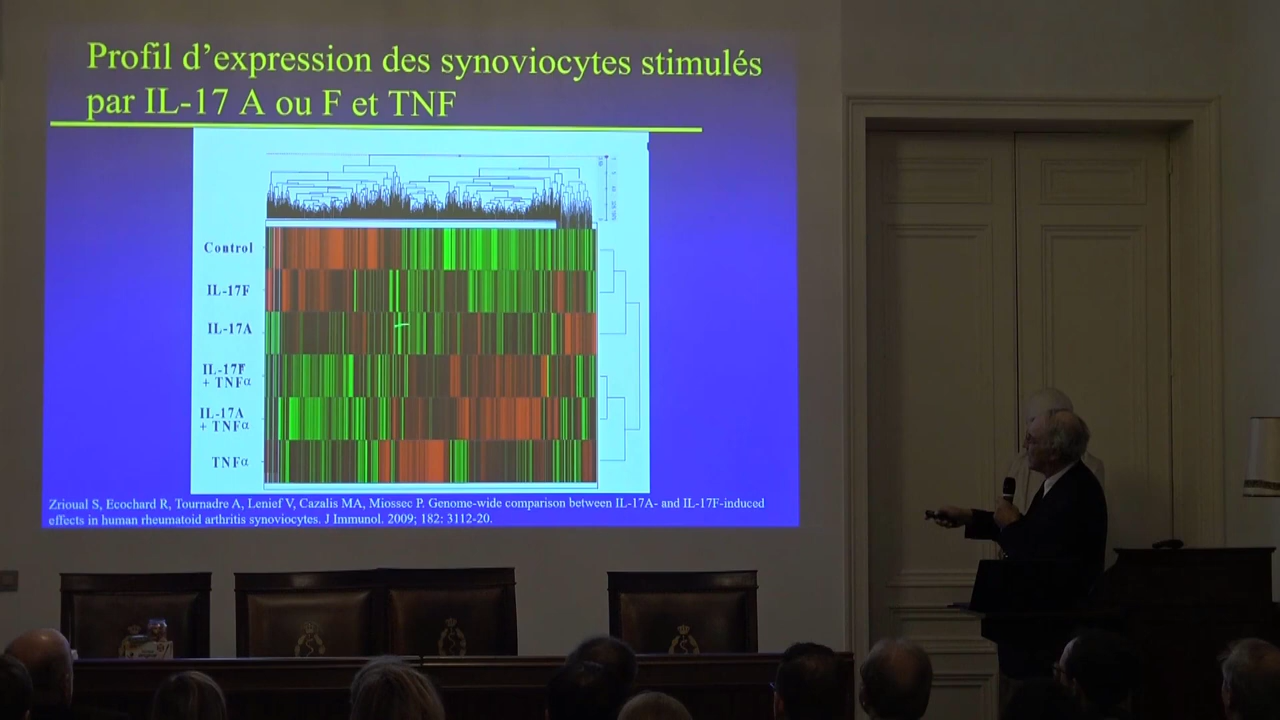 Profil d'expression des synoviocytes stimulés
par IL-17 A ou F et TNF
Control
IL-17F
IL-17A
IL-17F
+ TNFα
IL-17A
+ TNFα
TNFα
Zrioual S, Ecochard R, Tournadre A, Lenief V, Cazalis MA, Miossec P. Genome-wide comparison between IL-17A- and IL-17F-induced
effects in human rheumatoid arthritis synoviocytes. J Immunol. 2009; 182: 3112-20.